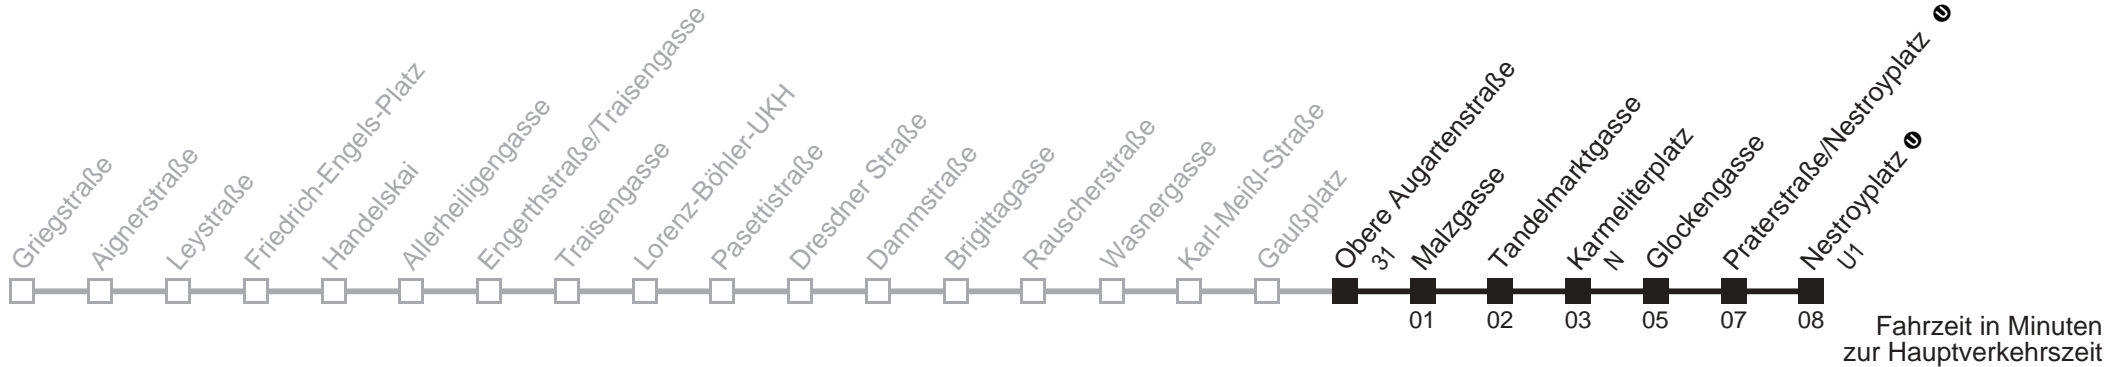 Griegstraße
Aignerstraße
Leystraße
Friedrich-Engels-Platz
Handelskai
Allerheiligengasse
Engerthstraße/Traisengasse
Traisengasse
Lorenz-Böhler-UKH
Pasettistraße
Dresdner Straße
Dammstraße
Brigittagasse
Rauscherstraße
Wasnergasse
Karl-Meißl-Straße
Gaußplatz
Obere Augartenstraße
31
Malzgasse
Tandelmarktgasse
Karmeliterplatz
N
Glockengasse
Praterstraße/Nestroyplatz U
Nestroyplatz U
U1
01 02 03 05 07 08
Fahrzeit in Minuten
zur Hauptverkehrszeit